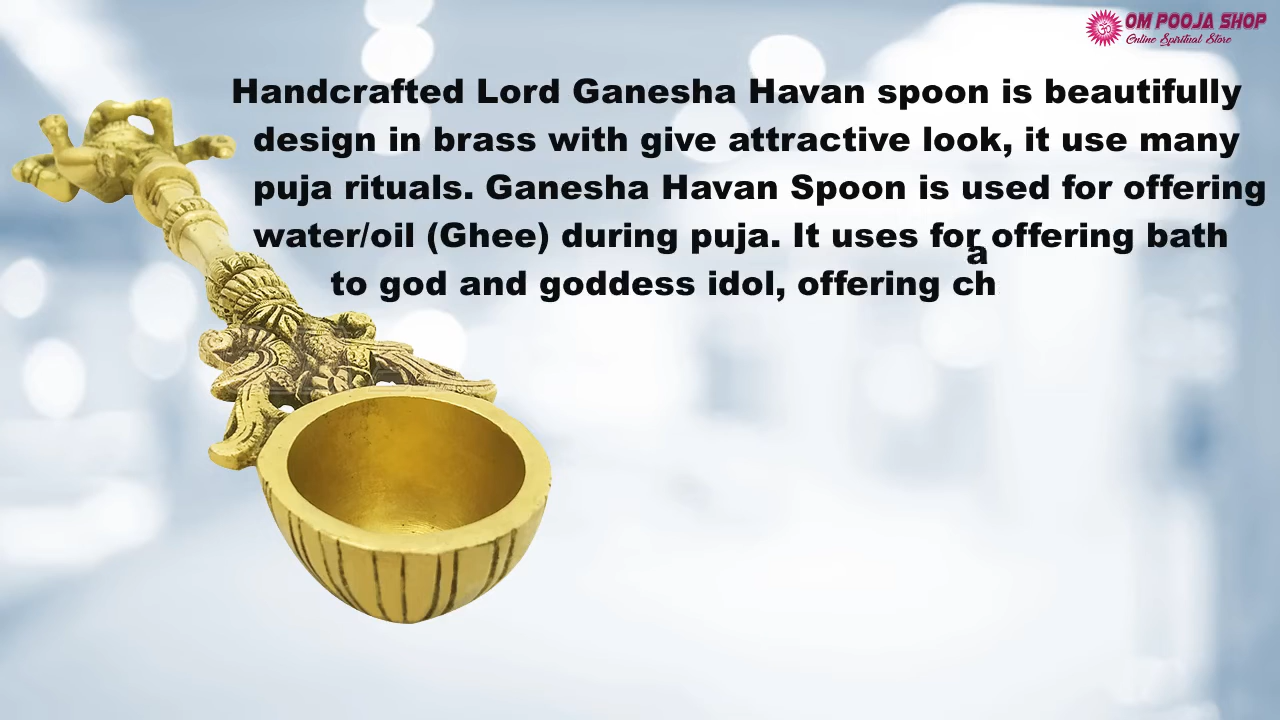 OM POOJA SHOP
Online Spiritual Store
Handcrafted Lord Ganesha Havan spoon is beautifully
design in brass with give attractive look, it use many
puja rituals. Ganesha Havan Spoon is used for offering
water/oil (Ghee) during puja. It uses for offering bath
to god and goddess idol, offering ch
a